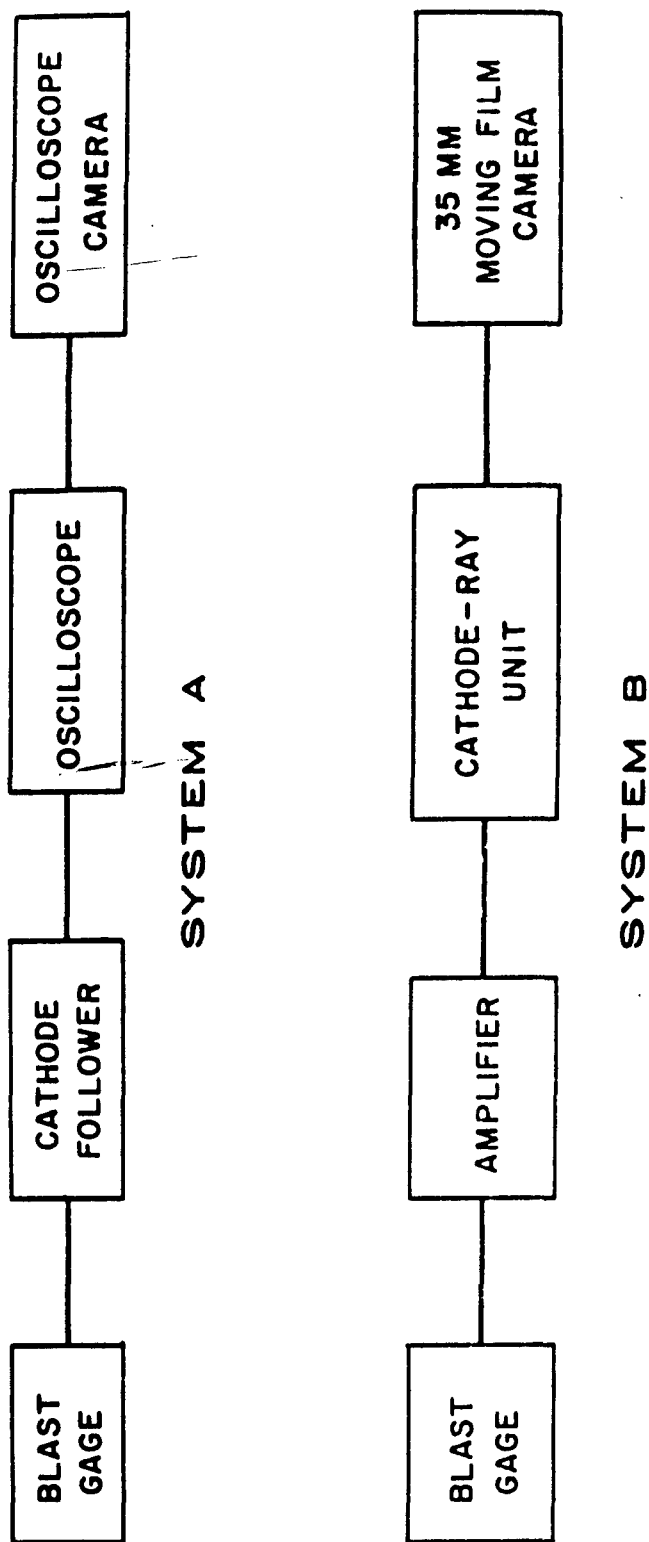 BLAST
GAGE
CATHODE
FOLLOWER
OSCILLOSCOPE
OSCILLOSCOPE
CAMERA
SYSTEM A
BLAST
GAGE
AMPLIFIER
CATHODE-RAY
UNIT
35 MM
MOVING FILM
CAMERA
SYSTEM B